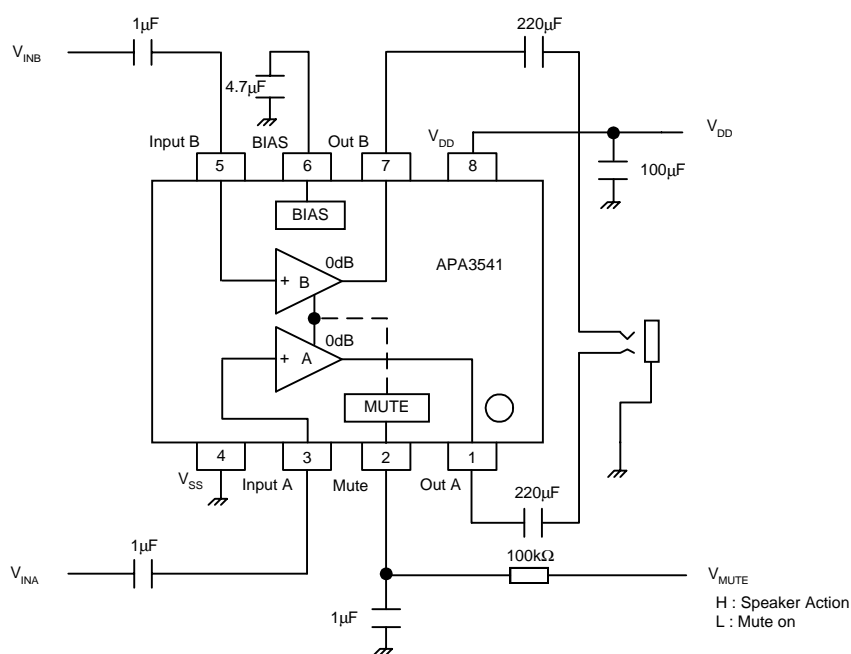 1µF
220µF
V_INB
4.7µF
Input B
BIAS
Out B
V_DD
V_DD
5
6
7
8
100µF
BIAS
0dB
APA3541
+
B
0dB
+
A
MUTE
4
3
2
1
V_SS
Input A
Mute
Out A
220µF
1µF
100kΩ
V_INA
V_MUTE
1µF
H : Speaker Action
L : Mute on